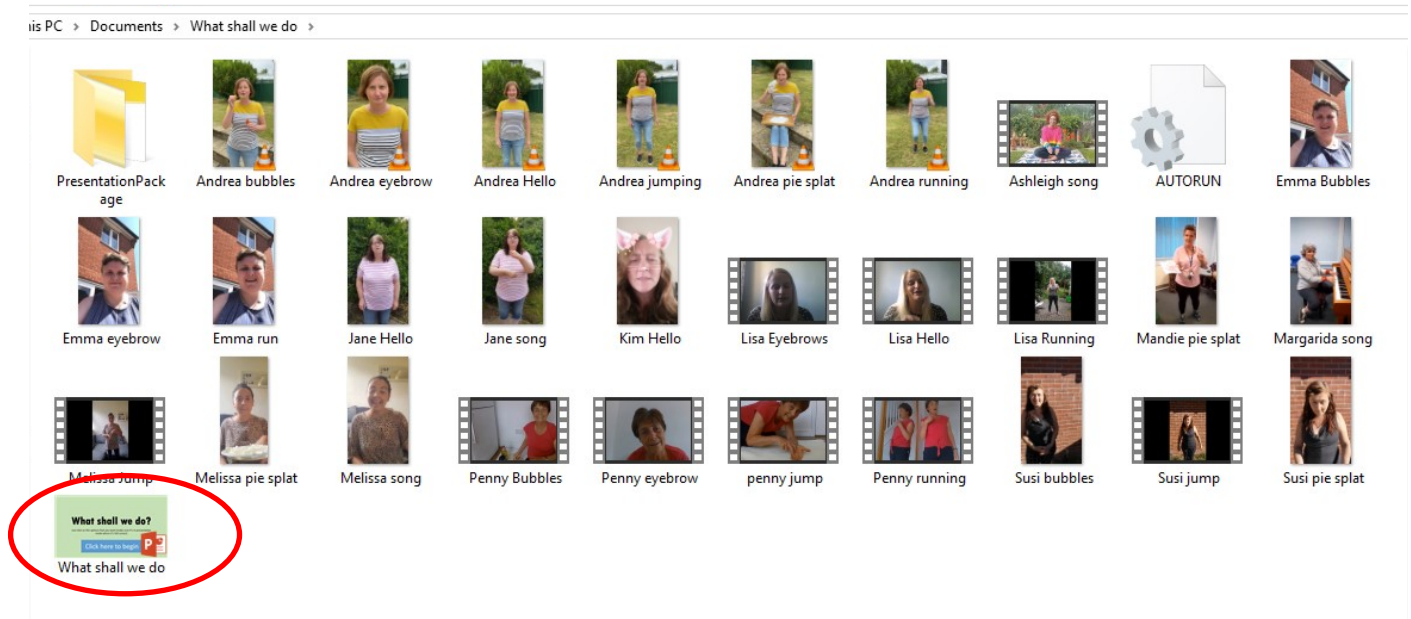 his PC > Documents > What shall we do >
PresentationPack
age
Andrea bubbles
Andrea eyebrow
Andrea Hello
Andrea jumping
Andrea pie splat
Andrea running
Ashleigh song
AUTORUN
Emma Bubbles
Emma eyebrow
Emma run
Jane Hello
Jane song
Kim Hello
Lisa Eyebrows
Lisa Hello
Lisa Running
Mandie pie splat
Margarida song
Melissa Jump
Melissa pie splat
Melissa song
Penny Bubbles
Penny eyebrow
penny jump
Penny running
Susi bubbles
Susi jump
Susi pie splat
What shall we do?
Click here to begin
P
What shall we do